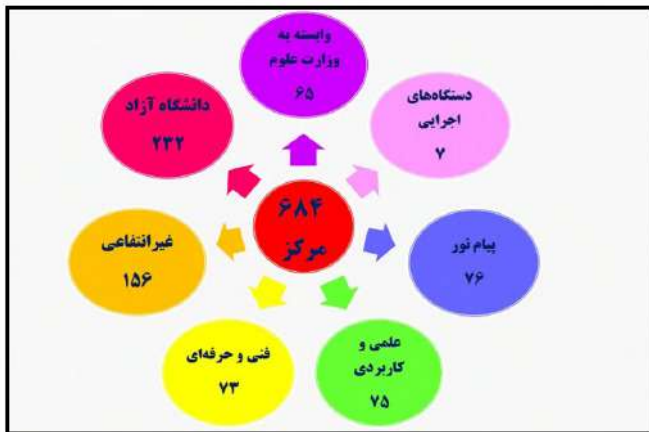 وابسته به
وزارت علوم
۶۵
دستگاه‌های
اجرایی
۷
پیام نور
۷۶
علمی و
کاربردی
۷۵
فنی و حرفه‌ای
۷۳
غیرانتفاعی
۱۵۶
دانشگاه آزاد
۲۳۲
۶۸۴
مرکز